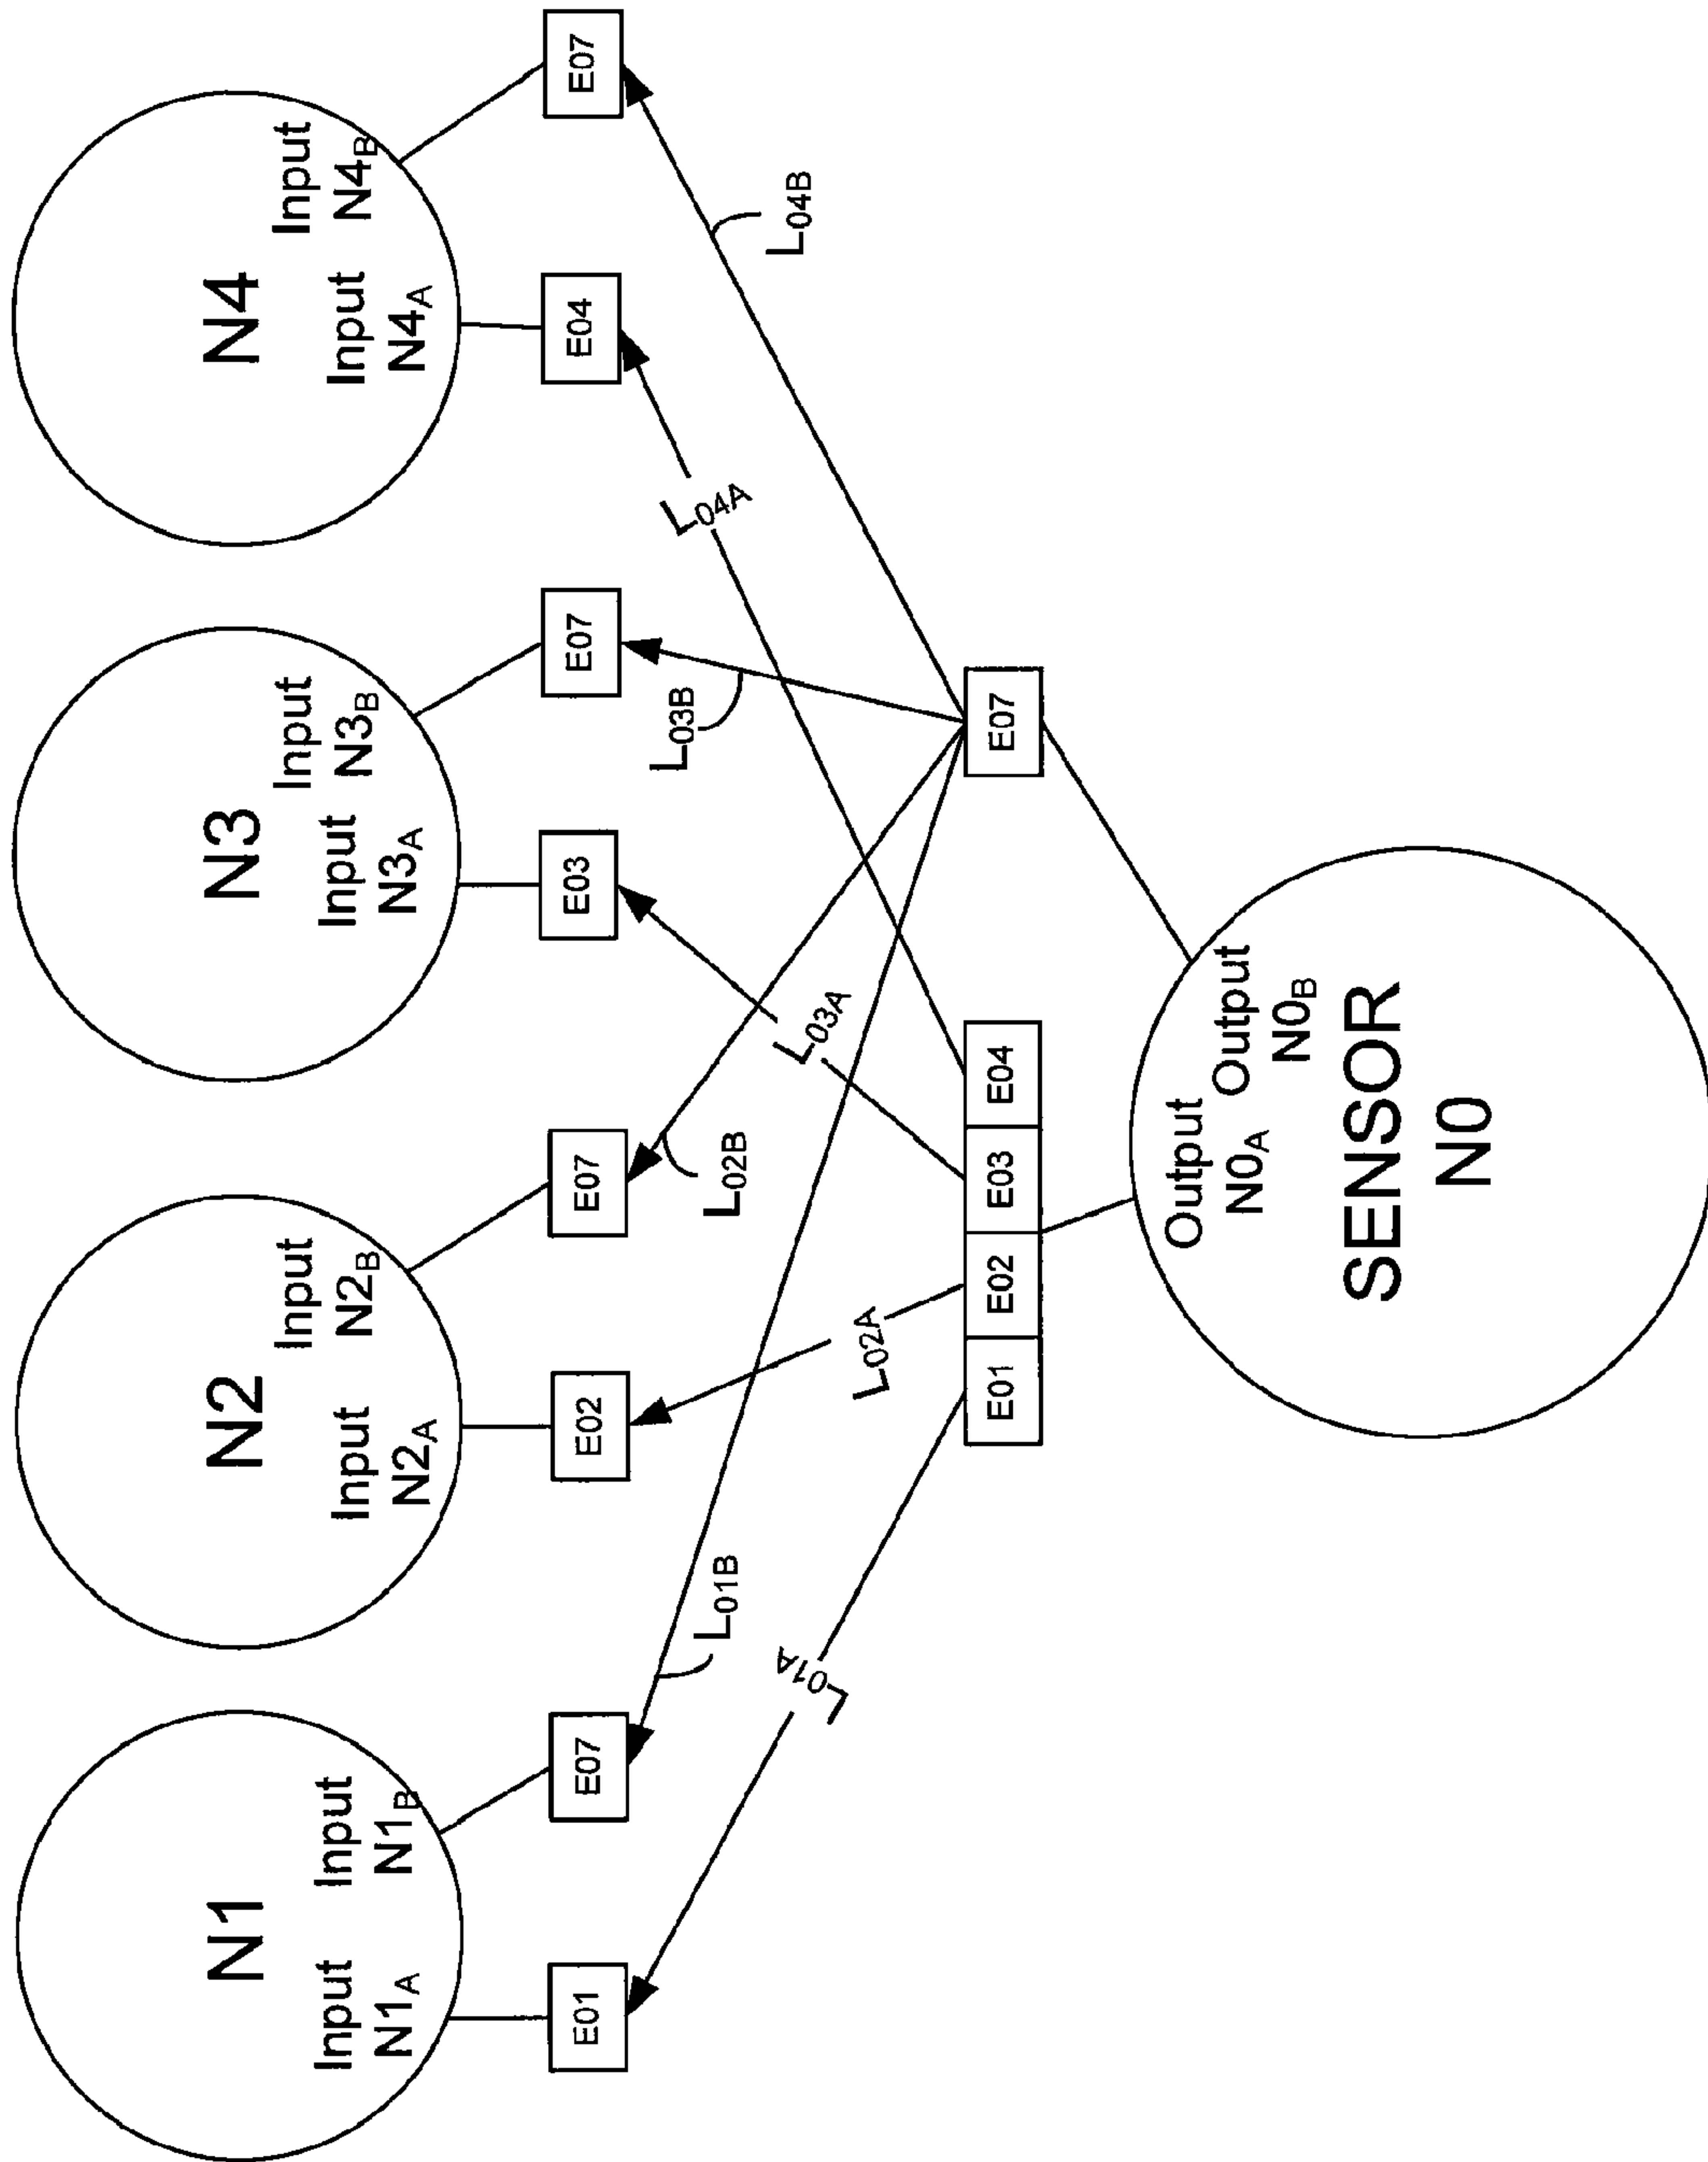 N1
Input
N1A
Input
N1B
N2
Input
N2A
Input
N2B
N3
Input
N3A
Input
N3B
N4
Input
N4A
Input
N4B
E01
E07
E02
E07
E03
E07
E04
E07
L01A
L01B
L02A
L02B
L03A
L03B
L04A
L04B
E01
E02
E03
E04
E07
Output
N0A
Output
N0B
SENSOR
N0